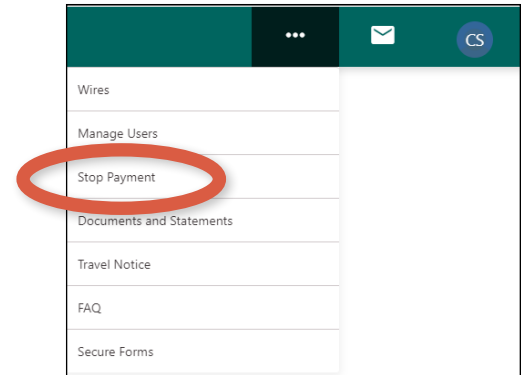 CS
Wires
Manage Users
Stop Payment
Documents and Statements
Travel Notice
FAQ
Secure Forms